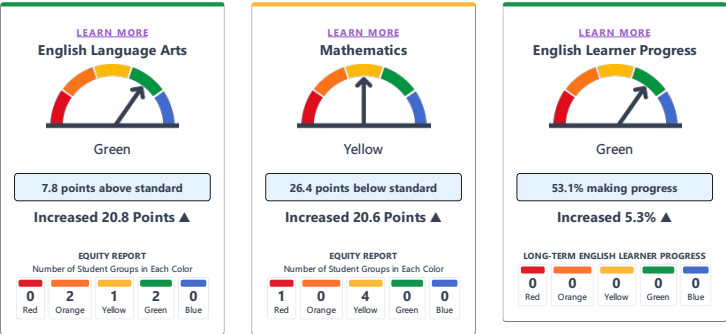 LEARN MORE
English Language Arts
Green
7.8 points above standard
Increased 20.8 Points ▲
EQUITY REPORT
Number of Student Groups in Each Color
0 2 1 2 0
Red Orange Yellow Green Blue
LEARN MORE
Mathematics
Yellow
26.4 points below standard
Increased 20.6 Points ▲
EQUITY REPORT
Number of Student Groups in Each Color
1 0 4 0 0
Red Orange Yellow Green Blue
LEARN MORE
English Learner Progress
Green
53.1% making progress
Increased 5.3% ▲
LONG-TERM ENGLISH LEARNER PROGRESS
0 0 0 0 0
Red Orange Yellow Green Blue